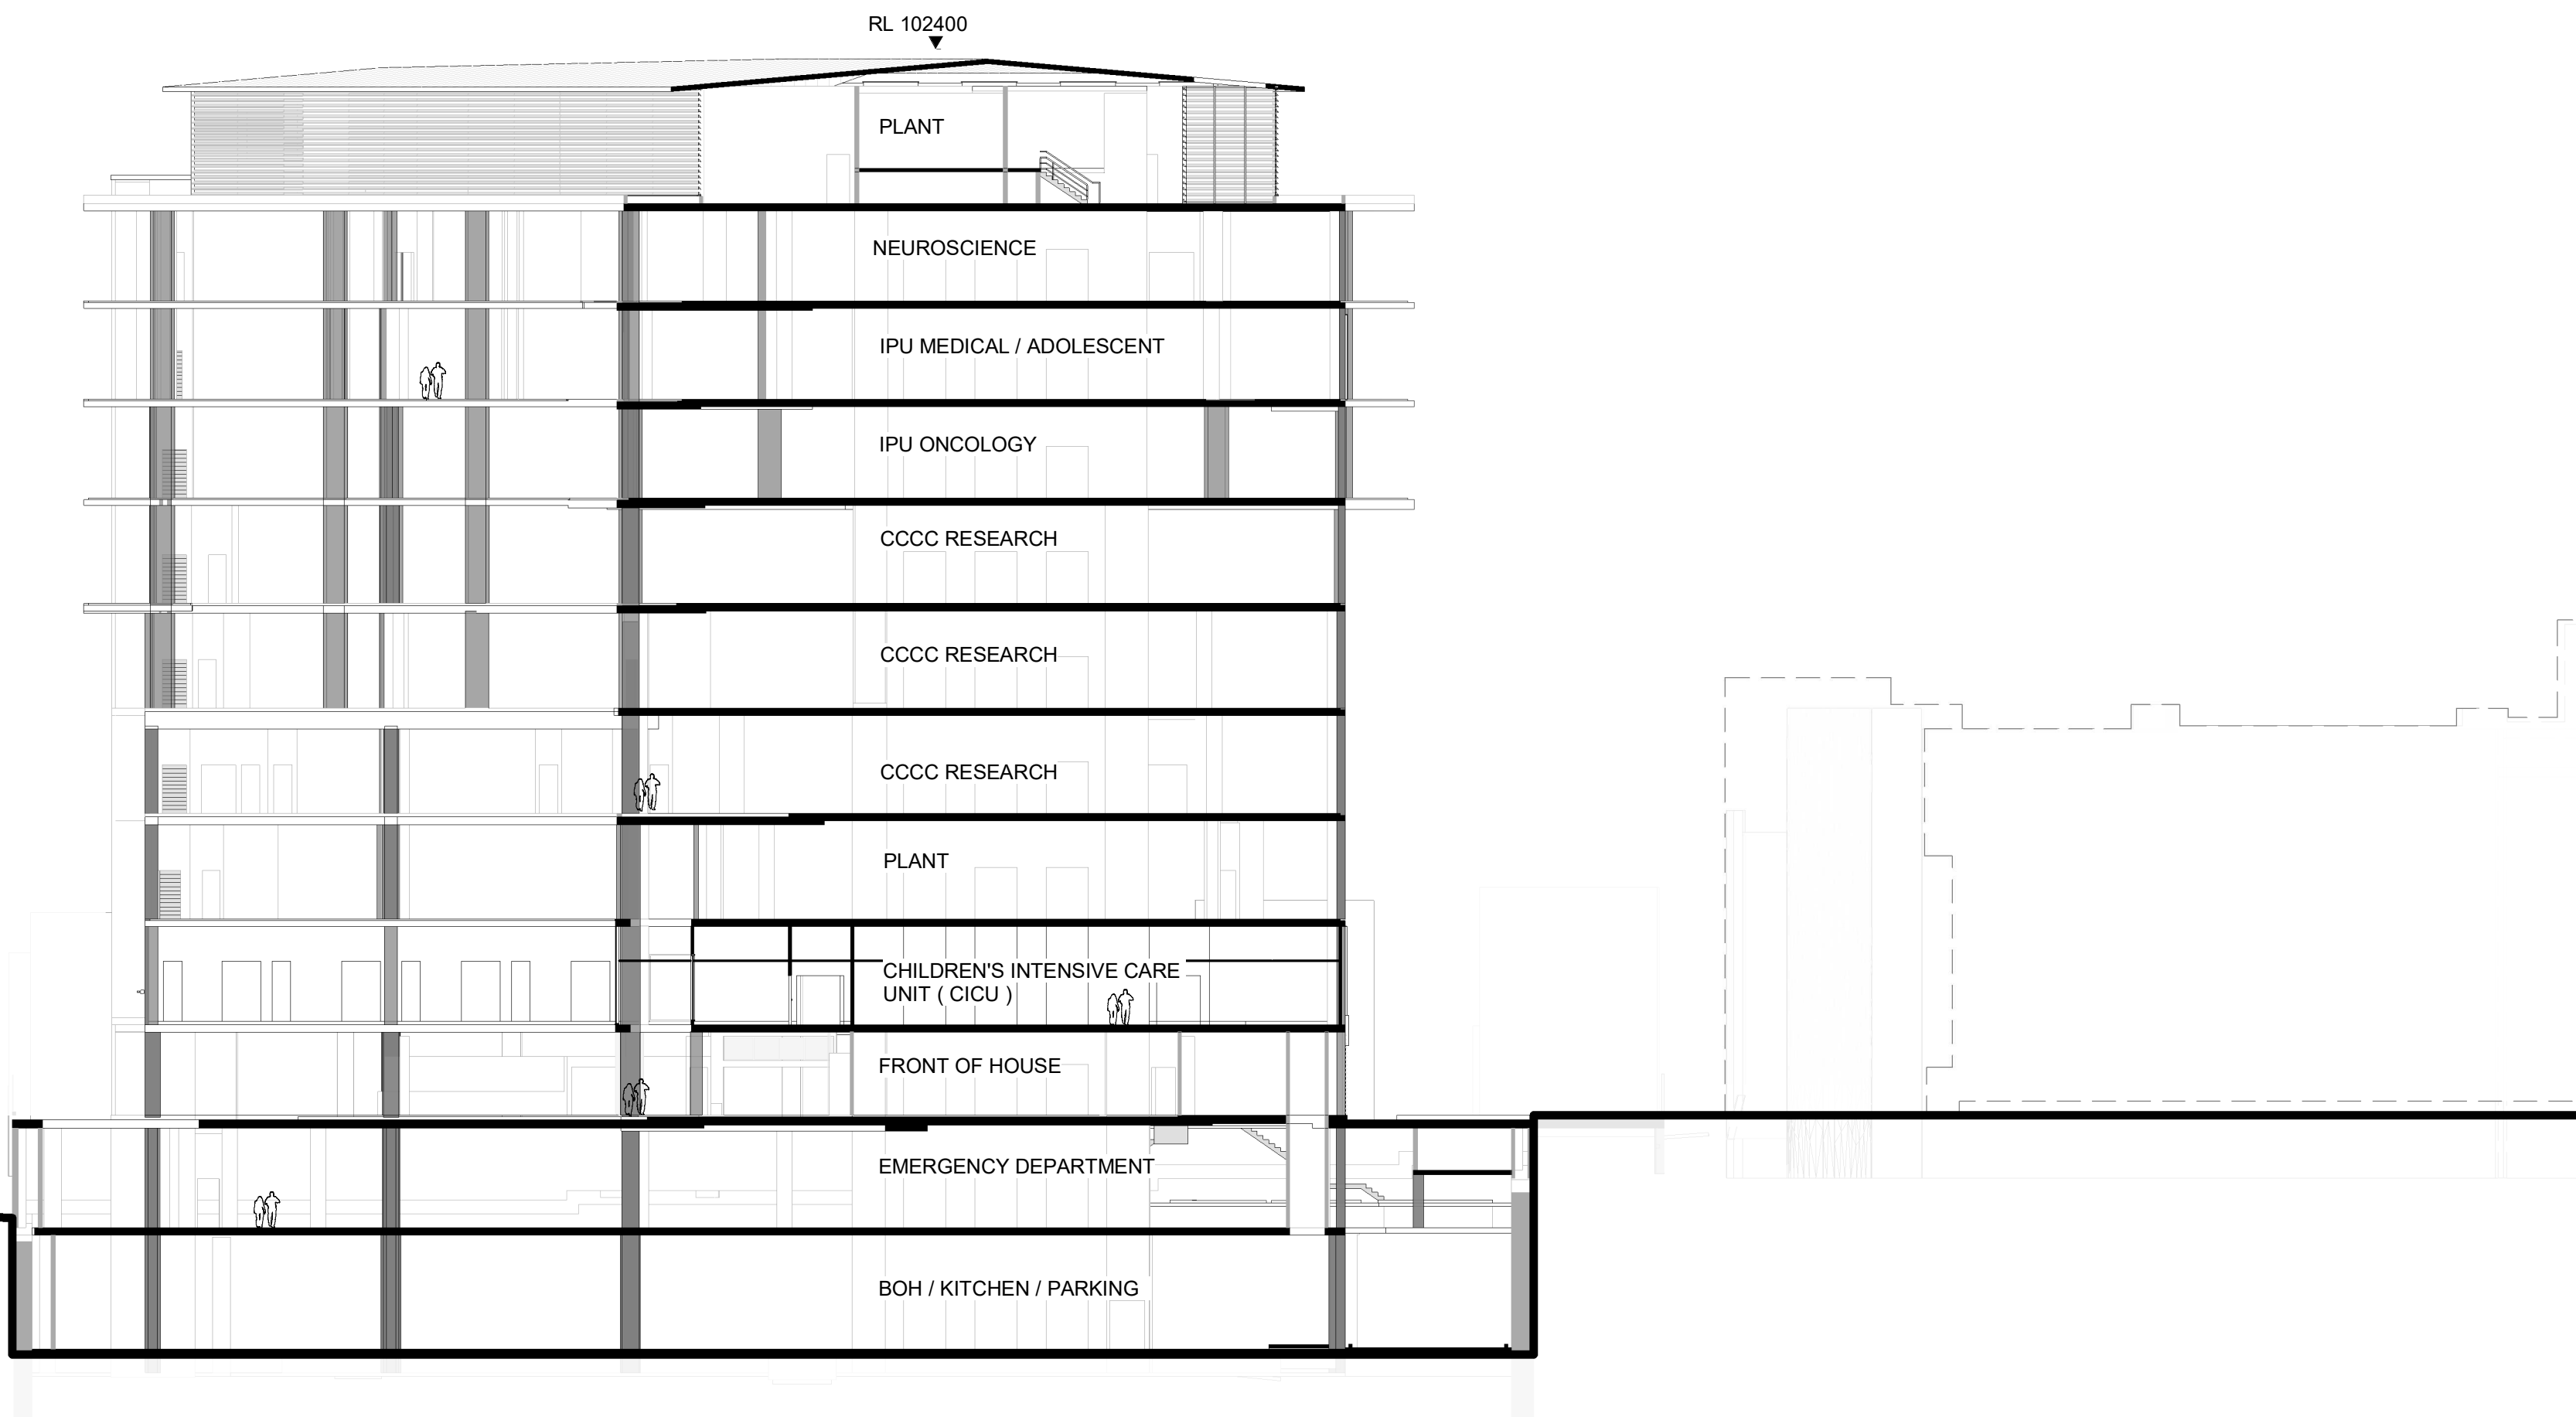 RL 102400
PLANT
NEUROSCIENCE
IPU MEDICAL / ADOLESCENT
IPU ONCOLOGY
CCCC RESEARCH
CCCC RESEARCH
CCCC RESEARCH
PLANT
CHILDREN'S INTENSIVE CARE
UNIT ( CICU )
FRONT OF HOUSE
EMERGENCY DEPARTMENT
BOH / KITCHEN / PARKING